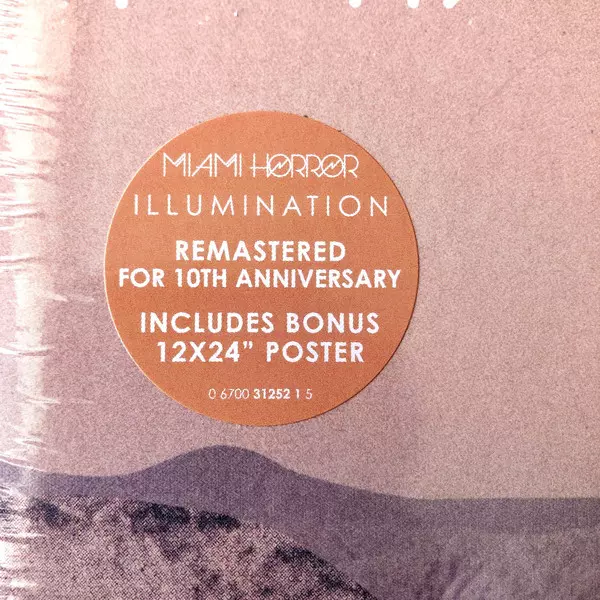 MIAMI HORROR
ILLUMINATION
REMASTERED
FOR 10TH ANNIVERSARY
INCLUDES BONUS
12X24” POSTER
0 6700 31252 1 5